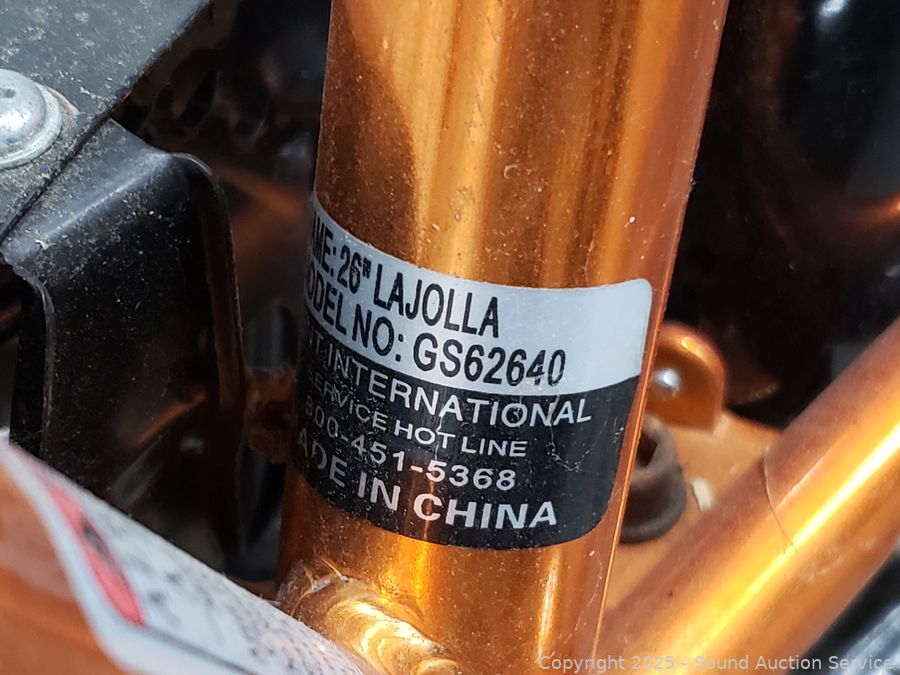 AME: 26" LAJOLLA
ODEL NO: GS62640
INTERNATIONAL
SERVICE HOT LINE
800-451-5368
ADE IN CHINA
Copyright 2025 - Sound Auction Service